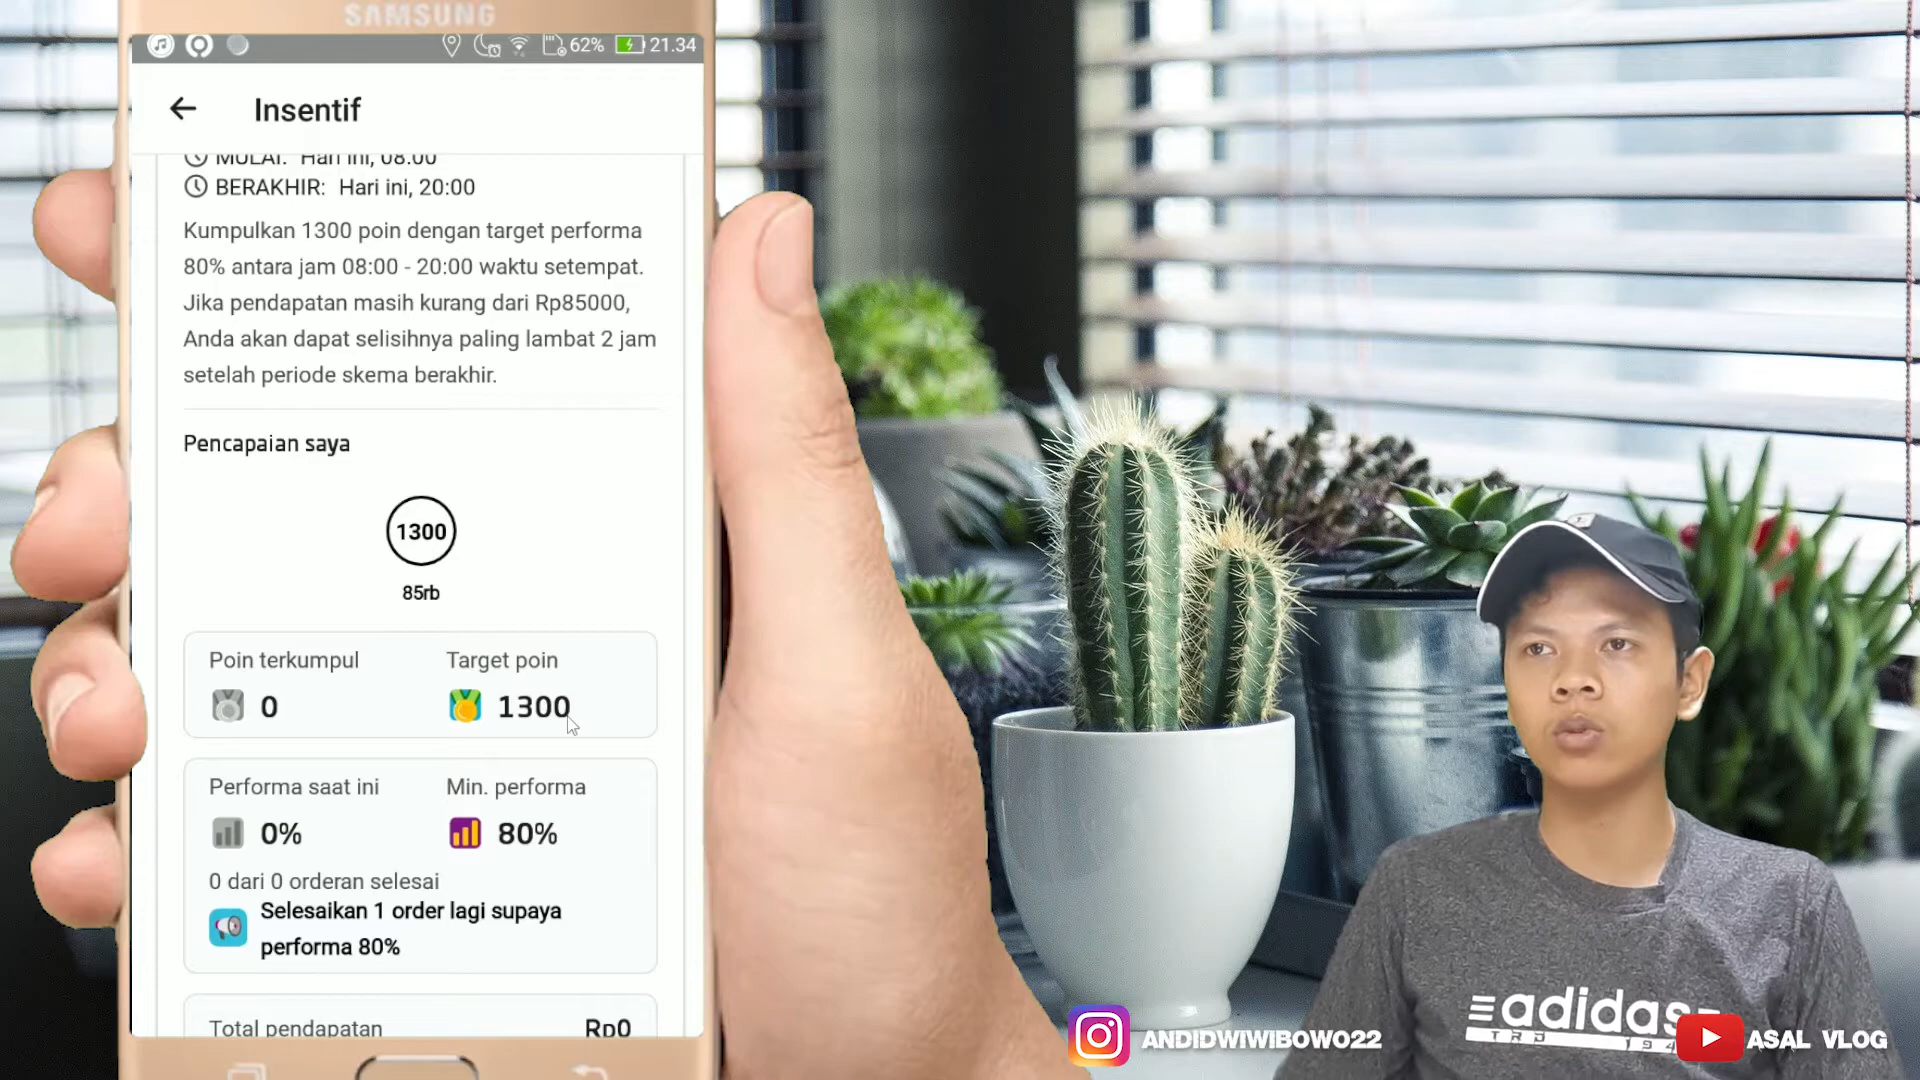 SAMSUNG
62%
21.34
Insentif
MULAI: Hari ini, 08:00
BERAKHIR: Hari ini, 20:00
Kumpulkan 1300 poin dengan target performa
80% antara jam 08:00 - 20:00 waktu setempat.
Jika pendapatan masih kurang dari Rp85000,
Anda akan dapat selisihnya paling lambat 2 jam
setelah periode skema berakhir.
Pencapaian saya
1300
85rb
Poin terkumpul
Target poin
0
1300
Performa saat ini
Min. performa
0%
80%
0 dari 0 orderan selesai
Selesaikan 1 order lagi supaya
performa 80%
Total pendapatan
Rp0
adidas
TRD 194
ANDIDWIWIBOWO22
ASAL VLOG